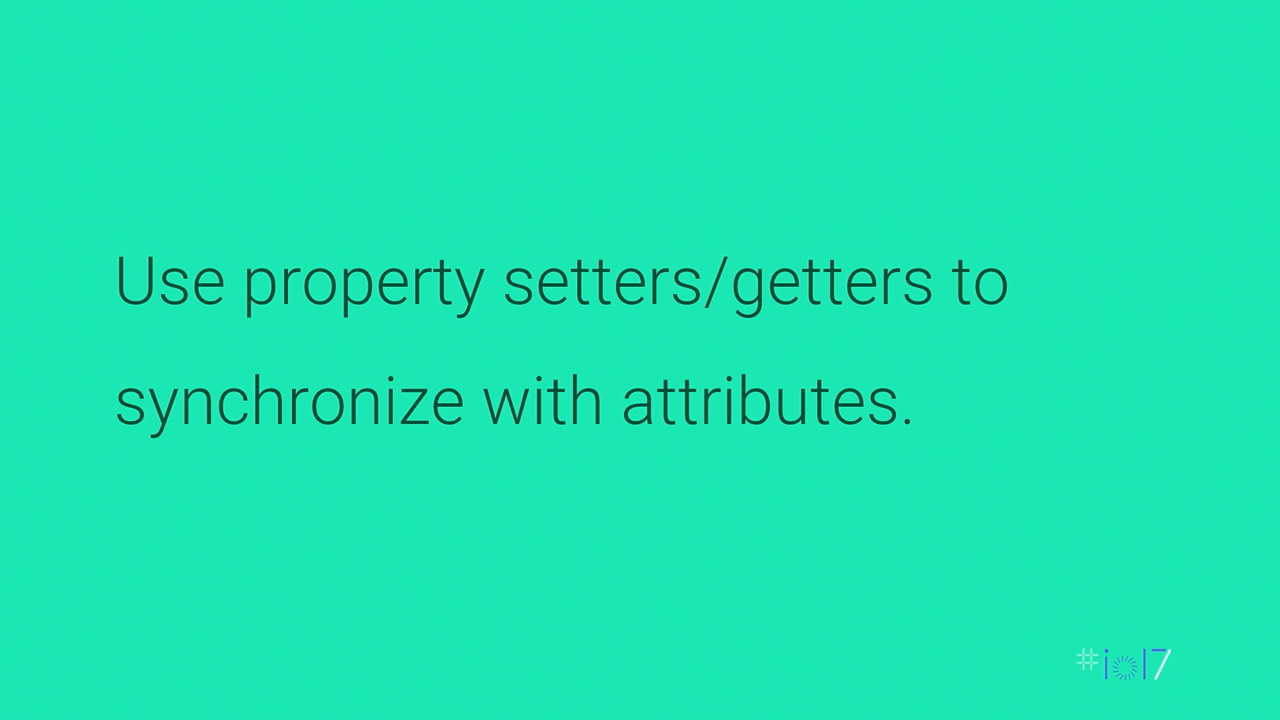 Use property setters/getters to
synchronize with attributes.
#io17